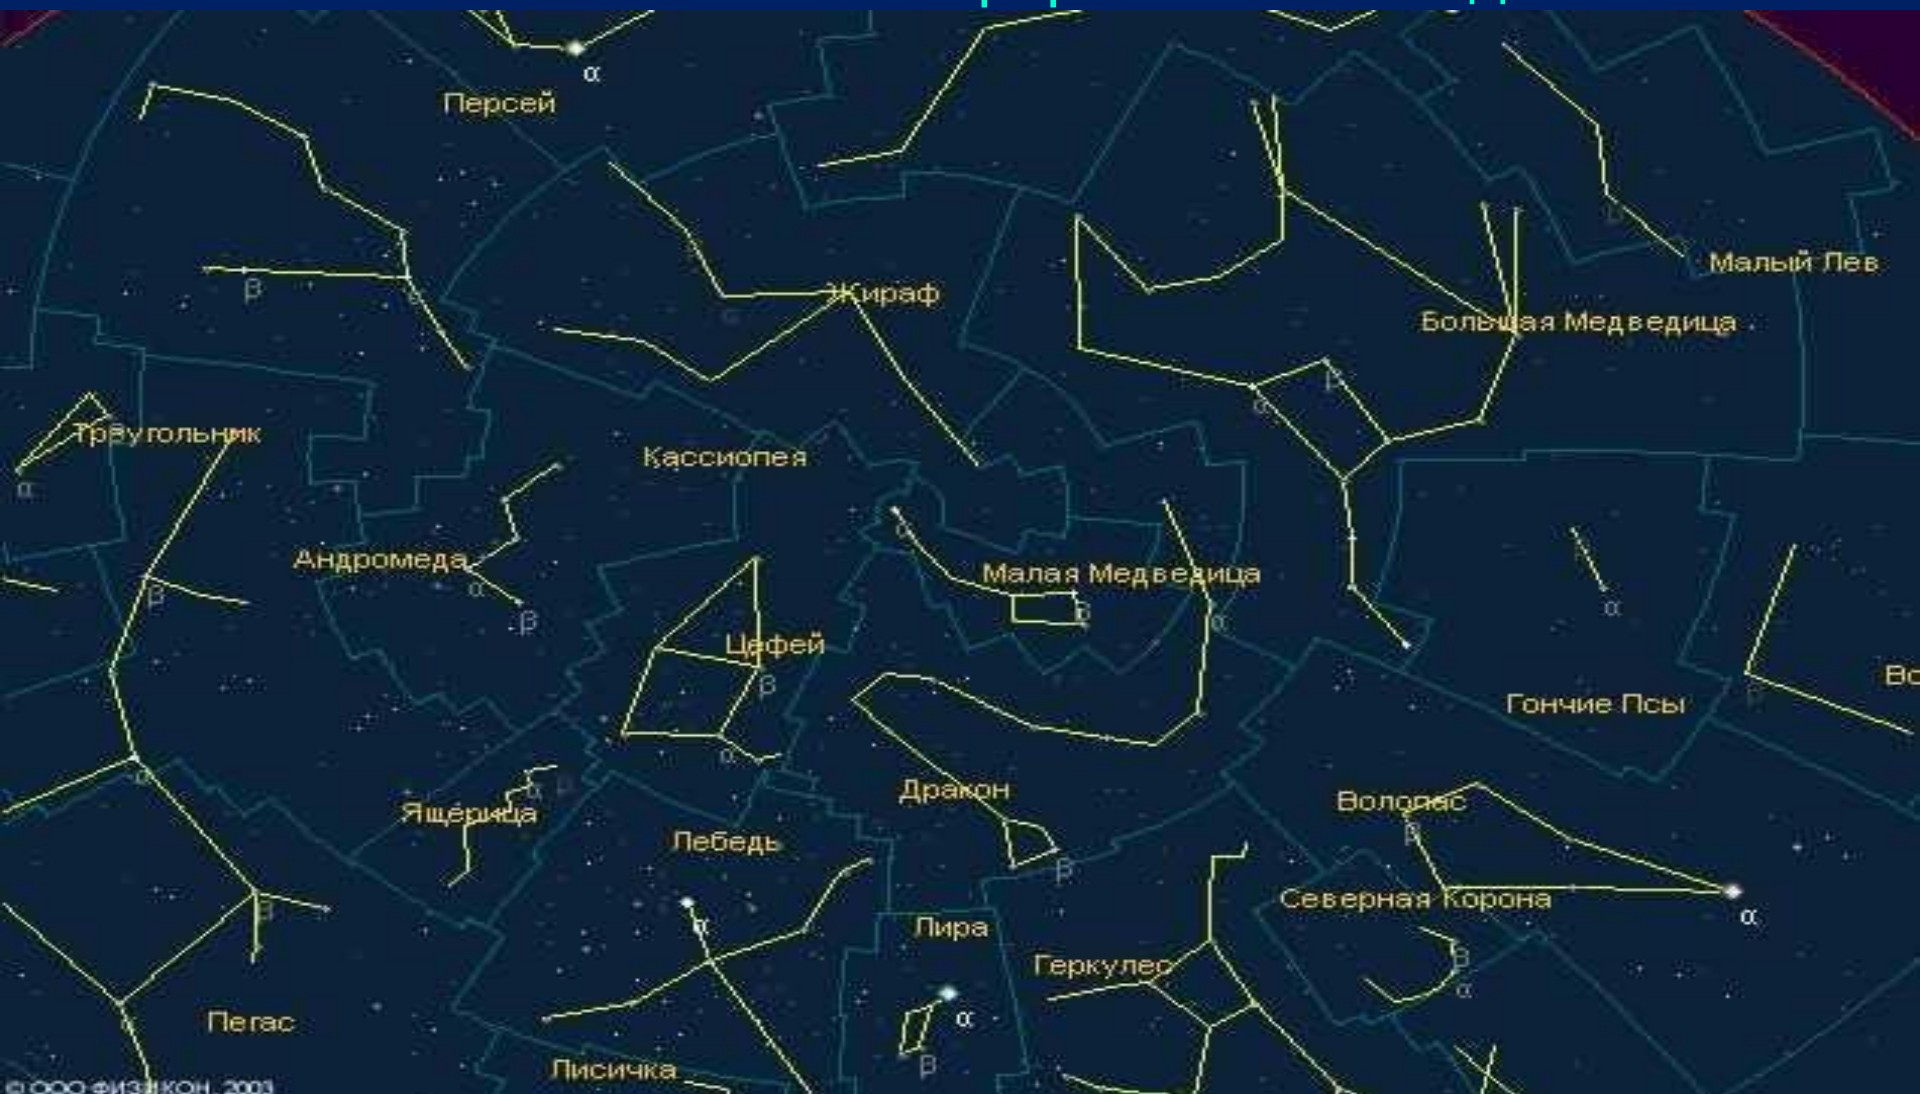 α
Персей
β
Жираф
Малый Лев
Большая Медведица
β
α
Треугольник
α
Кассиопея
Андромеда
α
β
β
Малая Медведица
α
β
α
α
Цефей
β
α
Гончие Псы
Во
β
α
Ящерица
α
β
Дракон
β
Волопас
β
α
Лебедь
α
Северная Корона
β
α
Лира
α
β
Геркулес
β
Пегас
α
Лисичка
© ООО ФИЗИКОН, 2003